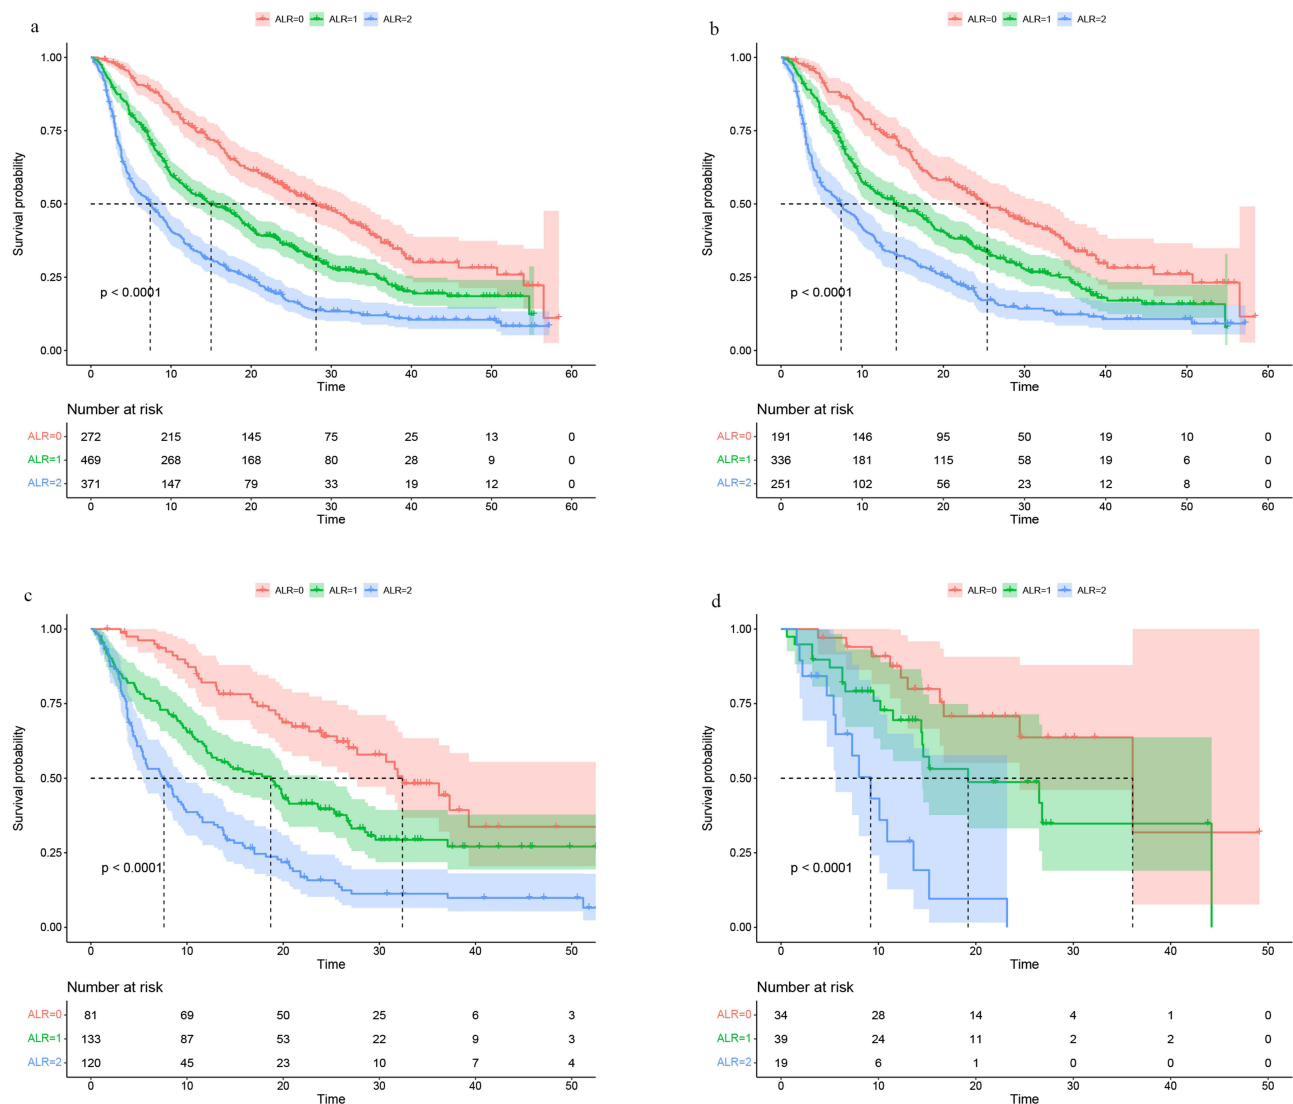 a
ALR=0 ALR=1 ALR=2
1.00
0.75
0.50
0.25
0.00
Survival probability
p < 0.0001
0 10 20 30 40 50 60
Time
Number at risk
ALR=0 272 215 145 75 25 13 0
ALR=1 469 268 168 80 28 9 0
ALR=2 371 147 79 33 19 12 0
0 10 20 30 40 50 60
Time
b
ALR=0 ALR=1 ALR=2
1.00
0.75
0.50
0.25
0.00
Survival probability
p < 0.0001
0 10 20 30 40 50 60
Time
Number at risk
ALR=0 191 146 95 50 19 10 0
ALR=1 336 181 115 58 19 6 0
ALR=2 251 102 56 23 12 8 0
0 10 20 30 40 50 60
Time
c
ALR=0 ALR=1 ALR=2
1.00
0.75
0.50
0.25
0.00
Survival probability
p < 0.0001
0 10 20 30 40 50
Time
Number at risk
ALR=0 81 69 50 25 6 3
ALR=1 133 87 53 22 9 3
ALR=2 120 45 23 10 7 4
0 10 20 30 40 50
Time
d
ALR=0 ALR=1 ALR=2
1.00
0.75
0.50
0.25
0.00
Survival probability
p < 0.0001
0 10 20 30 40 50
Time
Number at risk
ALR=0 34 28 14 4 1 0
ALR=1 39 24 11 2 2 0
ALR=2 19 6 1 0 0 0
0 10 20 30 40 50
Time